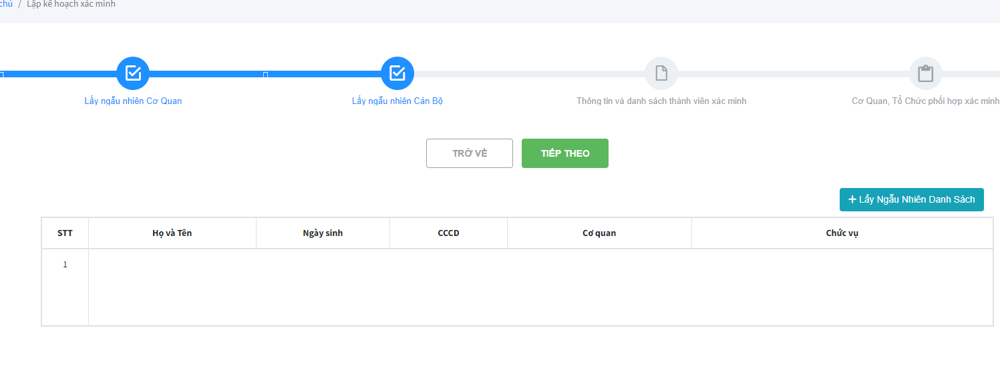 chủ / Lập kế hoạch xác minh
Lấy ngẫu nhiên Cơ Quan
Lấy ngẫu nhiên Cán Bộ
Thông tin và danh sách thành viên xác minh
Cơ Quan, Tổ Chức phối hợp xác minh
TRỞ VỀ
TIẾP THEO
+ Lấy Ngẫu Nhiên Danh Sách
STT Họ và Tên Ngày sinh CCCD Cơ quan Chức vụ
1